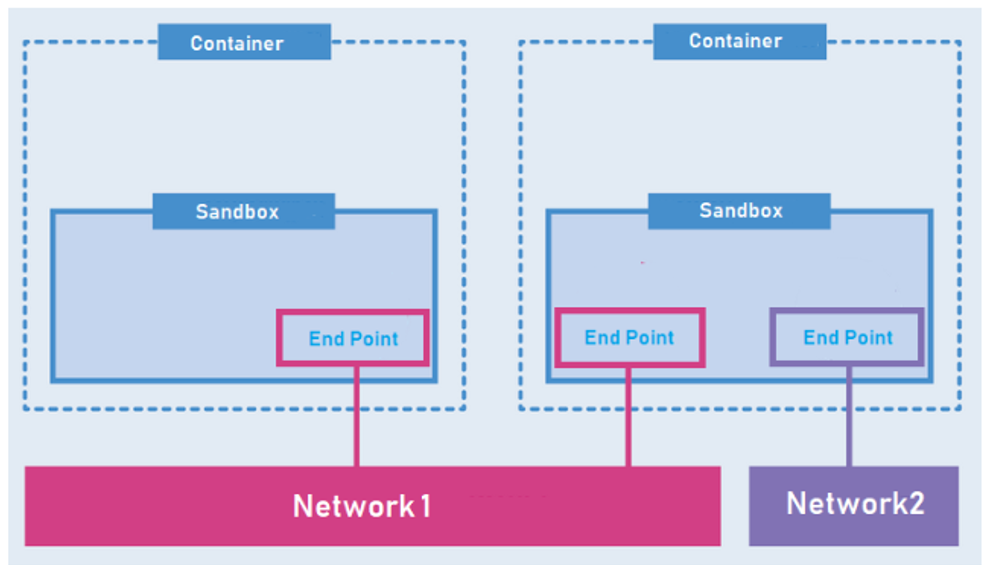 Container
Container
Sandbox
Sandbox
End Point
End Point
End Point
Network1
Network2